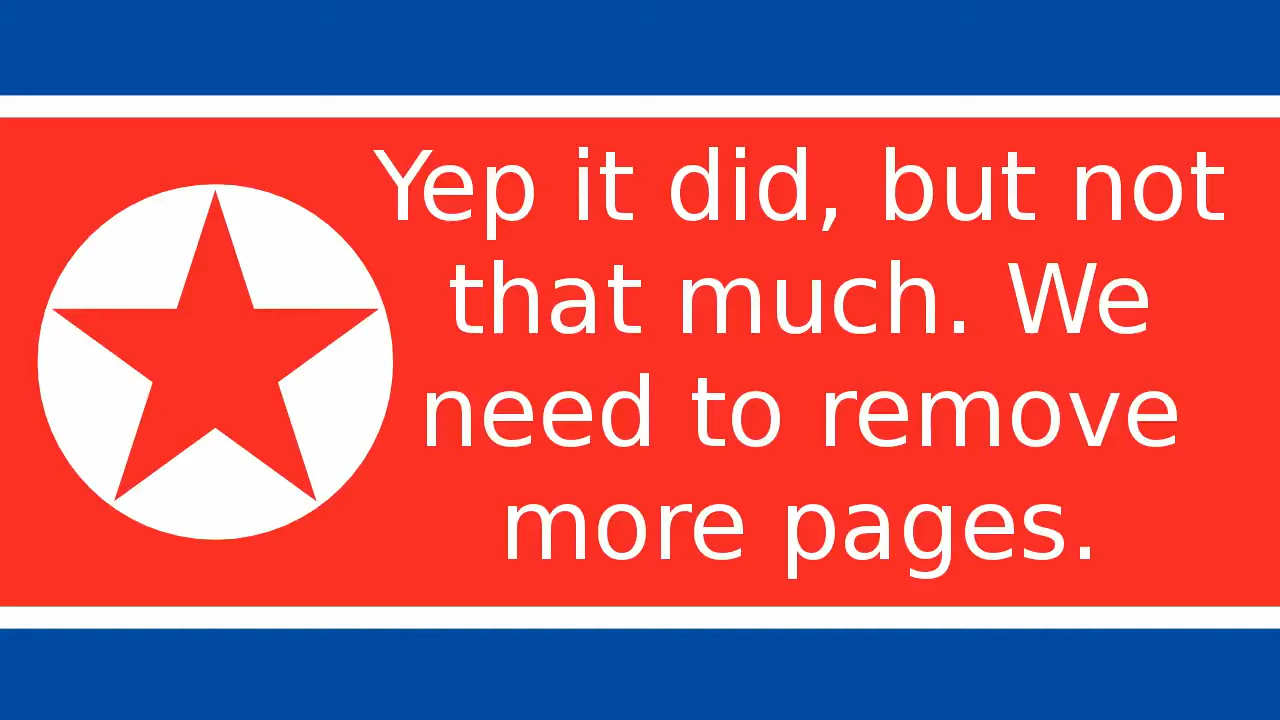 Yep it did, but not
that much. We
need to remove
more pages.